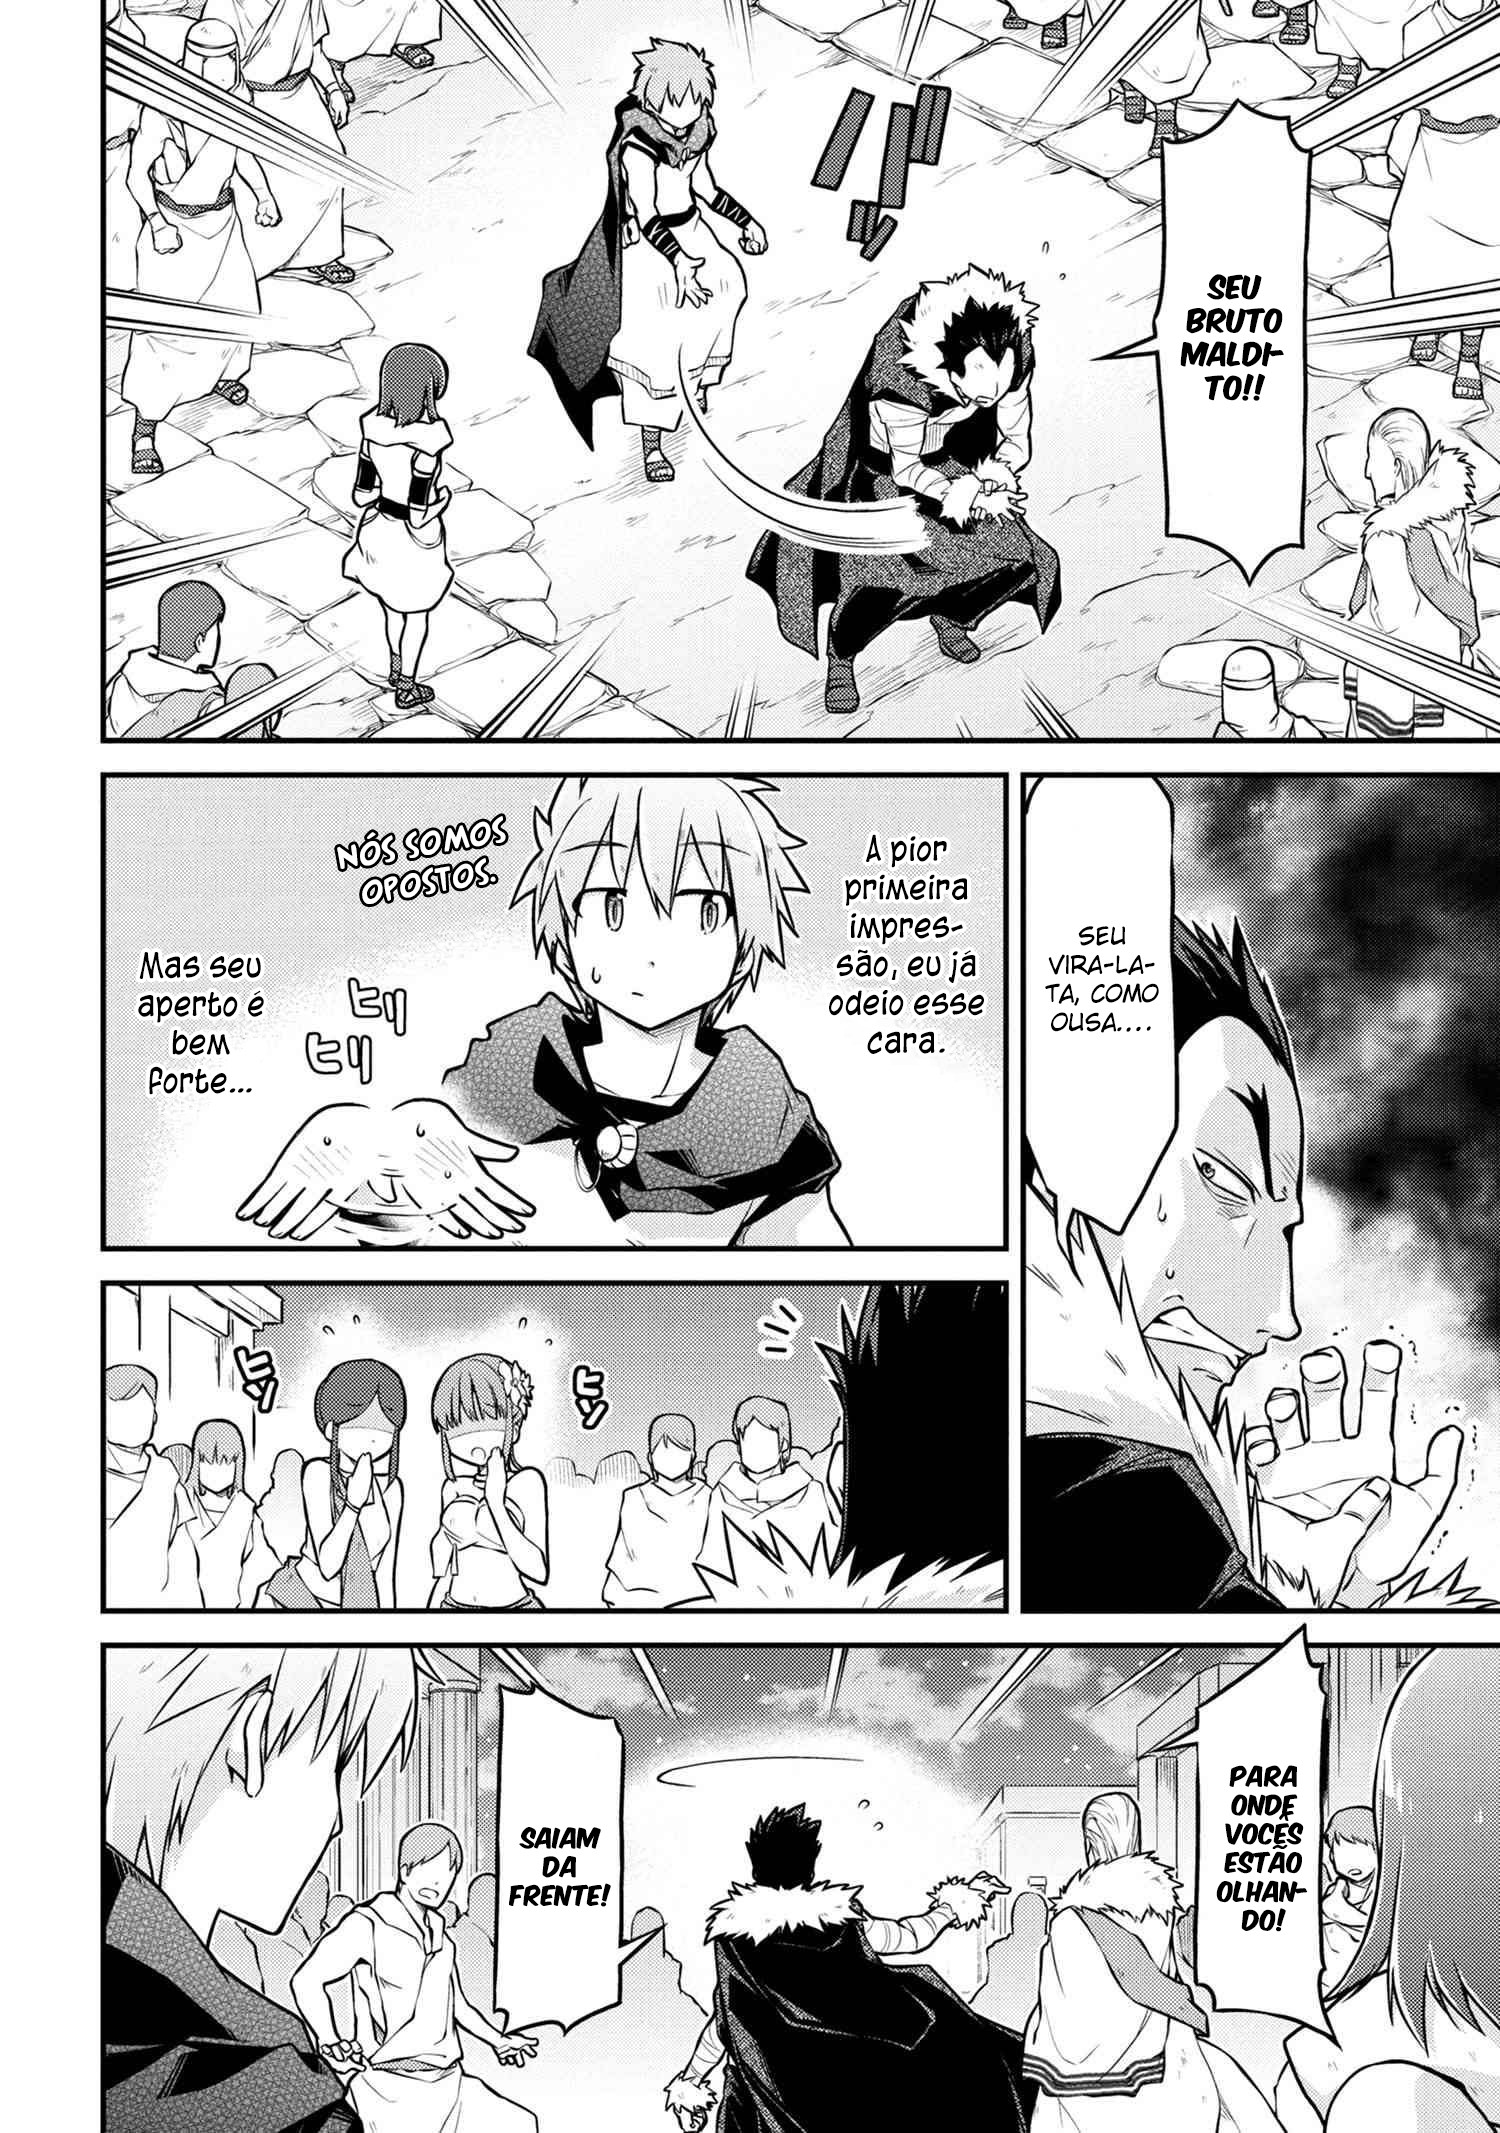 SEU
BRUTO
MALDI-
TO!!
SEU
VIRA-LA-
TA, COMO
OUSA....
A pior
primeira
impres-
são, eu já
odeio esse
cara.
NÓS SOMOS
OPOSTOS.
Mas seu
aperto é
bem
forte...
ヒリ
ヒリ
ヒソ
ヒソ
PARA
ONDE
VOCÊS
ESTÃO
OLHAN-
DO!
SAIAM
DA
FRENTE!